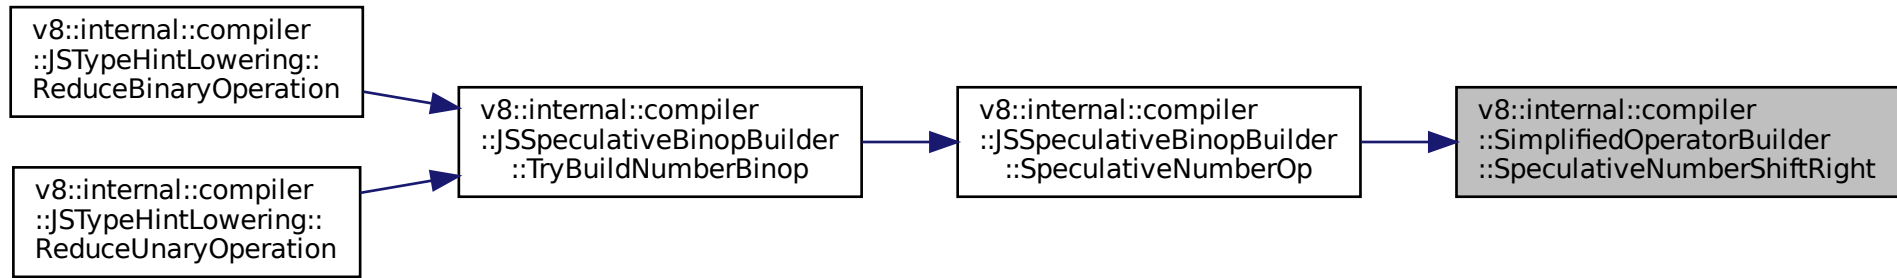 v8::internal::compiler
::JSTypeHintLowering::
ReduceBinaryOperation
v8::internal::compiler
::JSTypeHintLowering::
ReduceUnaryOperation
v8::internal::compiler
::JSSpeculativeBinopBuilder
::TryBuildNumberBinop
v8::internal::compiler
::JSSpeculativeBinopBuilder
::SpeculativeNumberOp
v8::internal::compiler
::SimplifiedOperatorBuilder
::SpeculativeNumberShiftRight